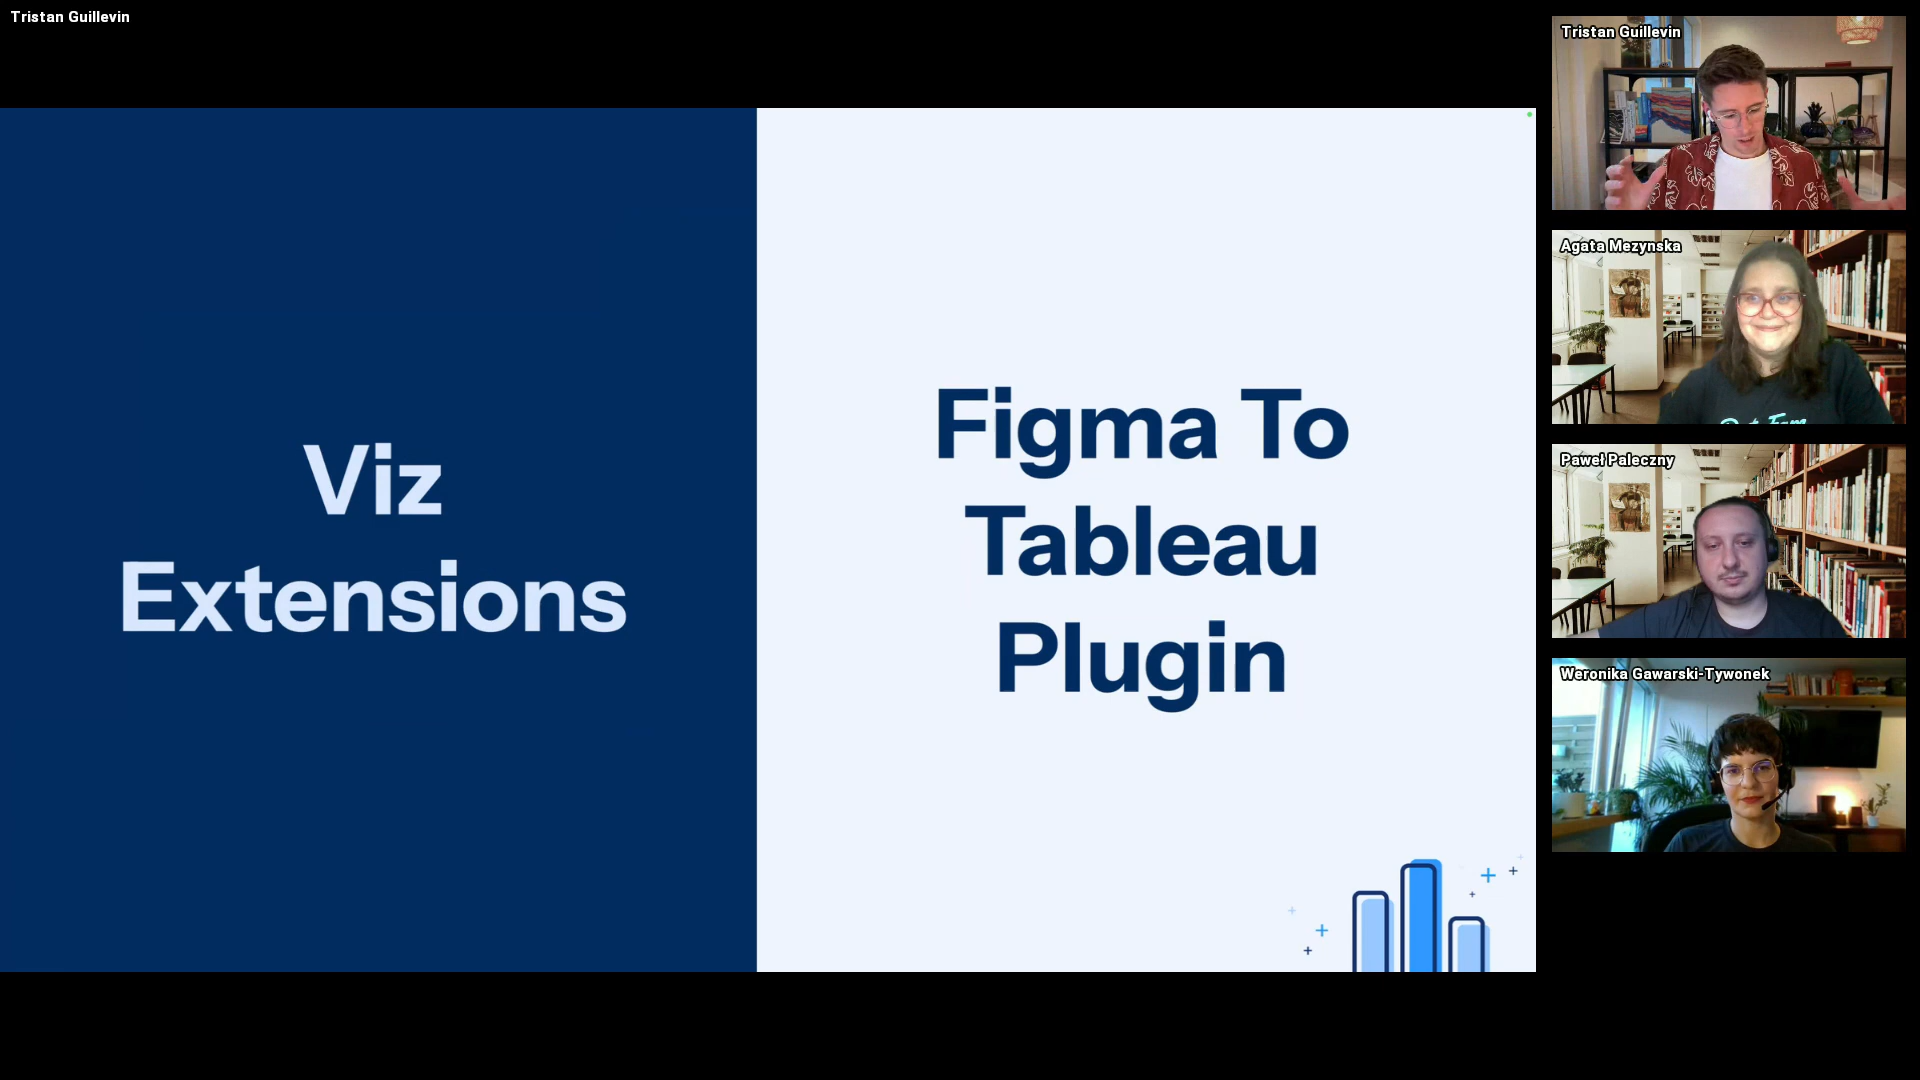 Tristan Guillevin
Viz
Extensions
Figma To
Tableau
Plugin
Tristan Guillevin
Agata Mezynska
Paweł Paleczny
Weronika Gawarski-Tywonek